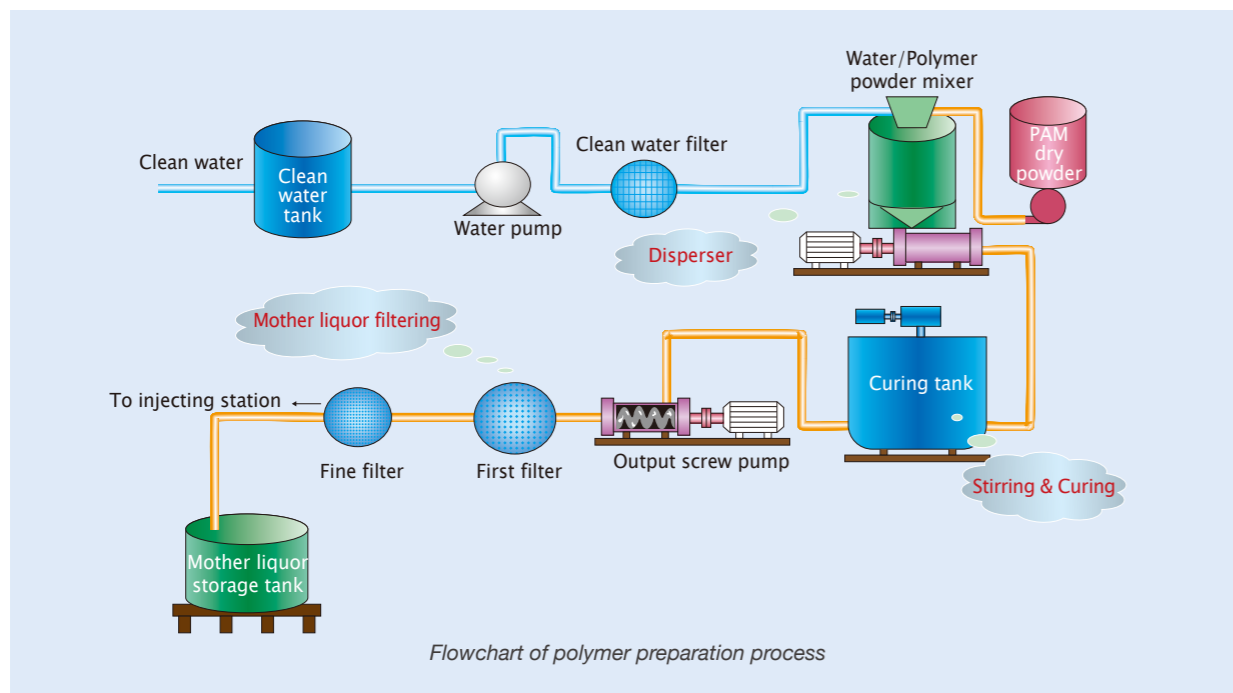 Water/Polymer
powder mixer
Clean water
Clean
water
tank
Water pump
Clean water filter
PAM
dry
powder
Disperser
Mother liquor filtering
Curing tank
To injecting station
Fine filter
First filter
Output screw pump
Stirring & Curing
Mother liquor
storage tank
Flowchart of polymer preparation process